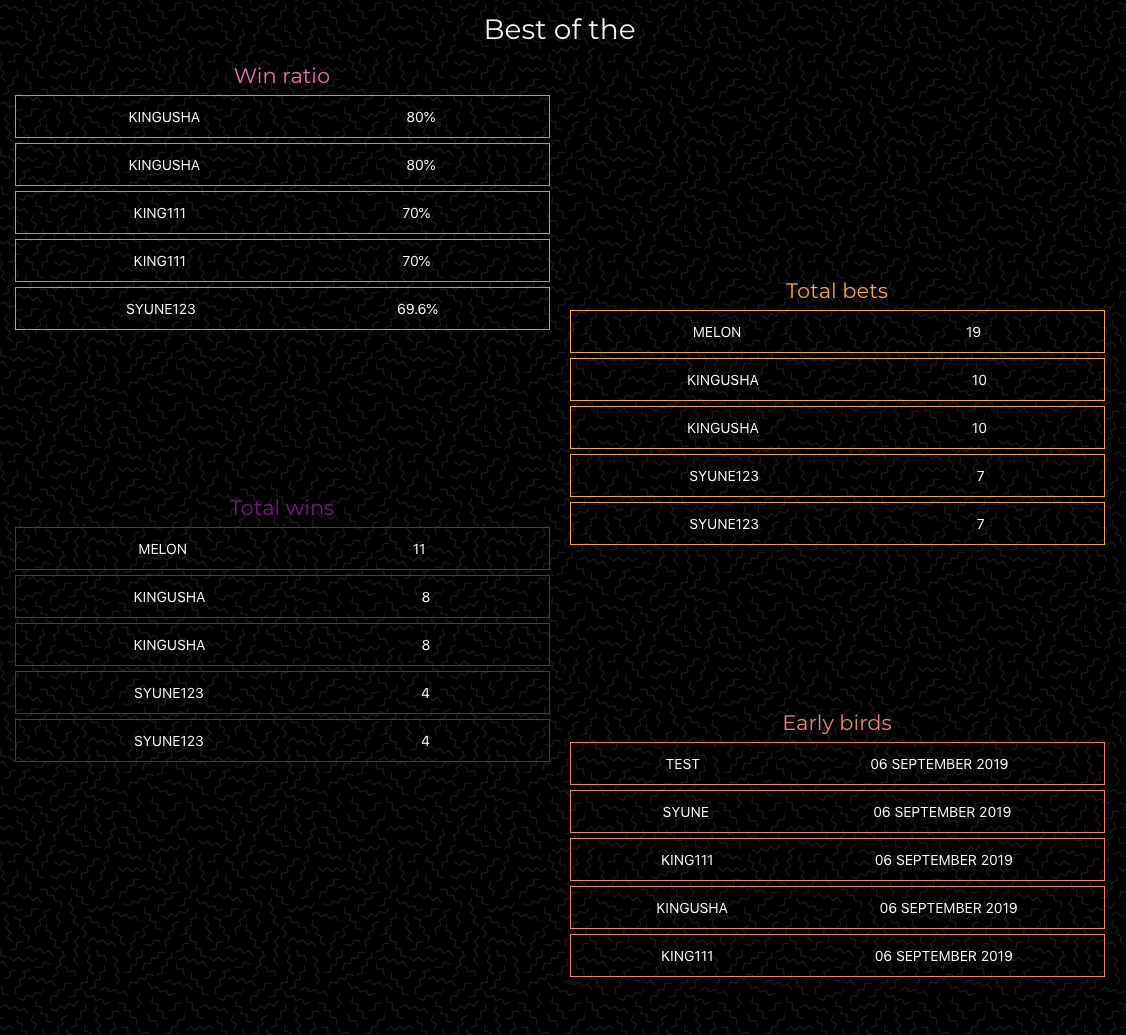 Best of the
Win ratio
KINGUSHA 80%
KINGUSHA 80%
KING111 70%
KING111 70%
SYUNE123 69.6%
Total bets
MELON 19
KINGUSHA 10
KINGUSHA 10
SYUNE123 7
SYUNE123 7
Total wins
MELON 11
KINGUSHA 8
KINGUSHA 8
SYUNE123 4
SYUNE123 4
Early birds
TEST 06 SEPTEMBER 2019
SYUNE 06 SEPTEMBER 2019
KING111 06 SEPTEMBER 2019
KINGUSHA 06 SEPTEMBER 2019
KING111 06 SEPTEMBER 2019